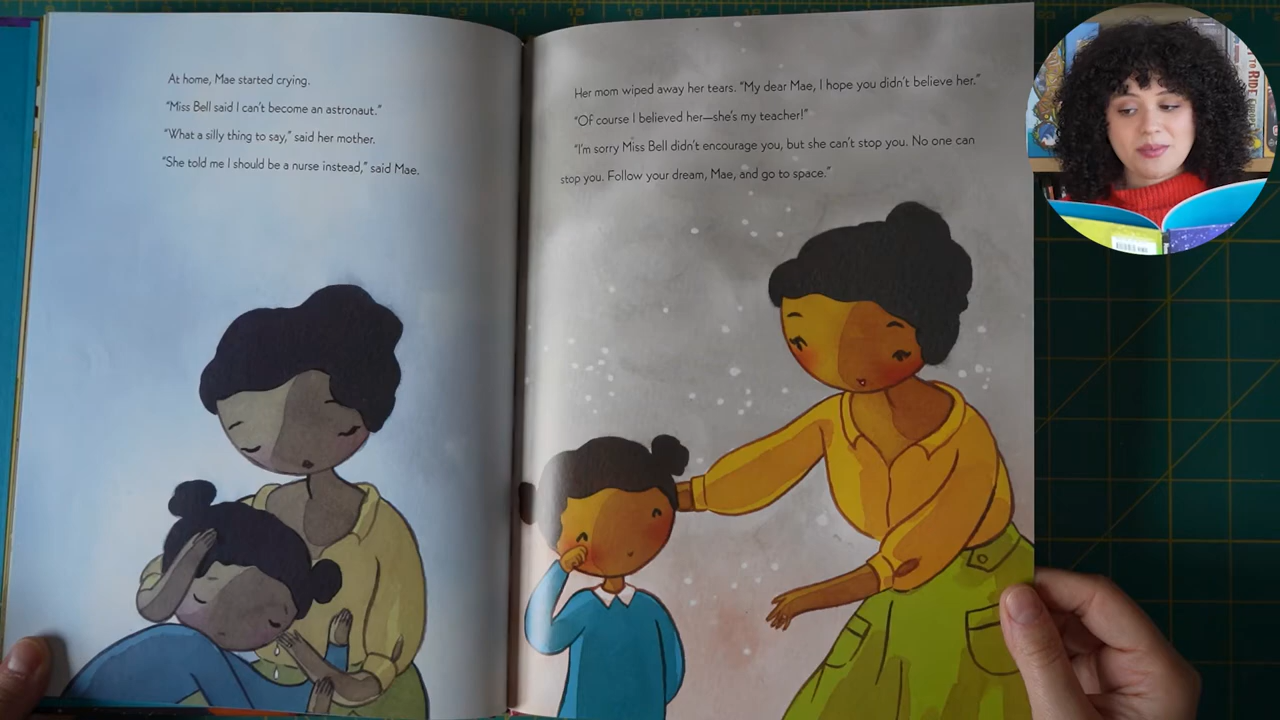 At home, Mae started crying.
"Miss Bell said I can't become an astronaut."
"What a silly thing to say," said her mother.
"She told me I should be a nurse instead," said Mae.
Her mom wiped away her tears. "My dear Mae, I hope you didn't believe her."
"Of course I believed her—she's my teacher!"
"I'm sorry Miss Bell didn't encourage you, but she can't stop you. No one can
stop you. Follow your dream, Mae, and go to space."
TO RIDE